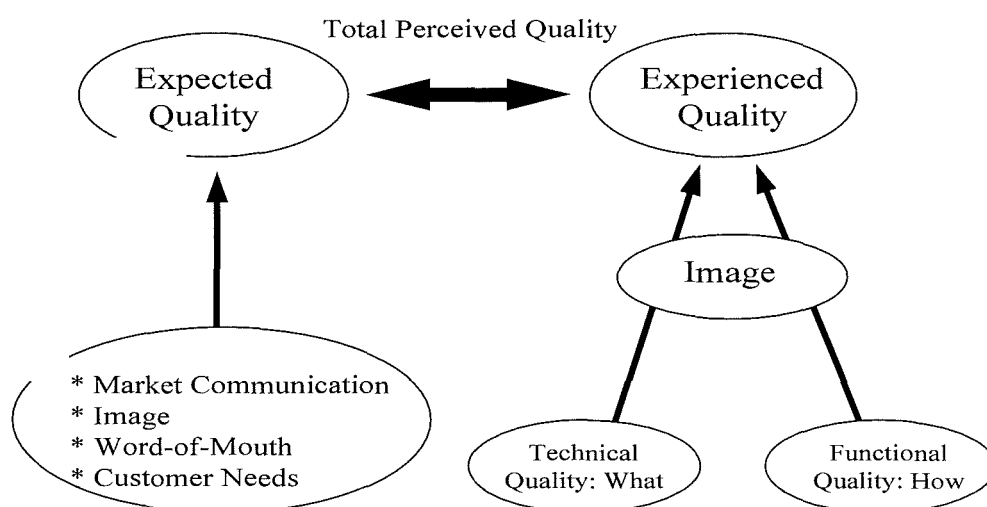 Total Perceived Quality
Expected
Quality
Experienced
Quality
Image
* Market Communication
* Image
* Word-of-Mouth
* Customer Needs
Technical
Quality: What
Functional
Quality: How